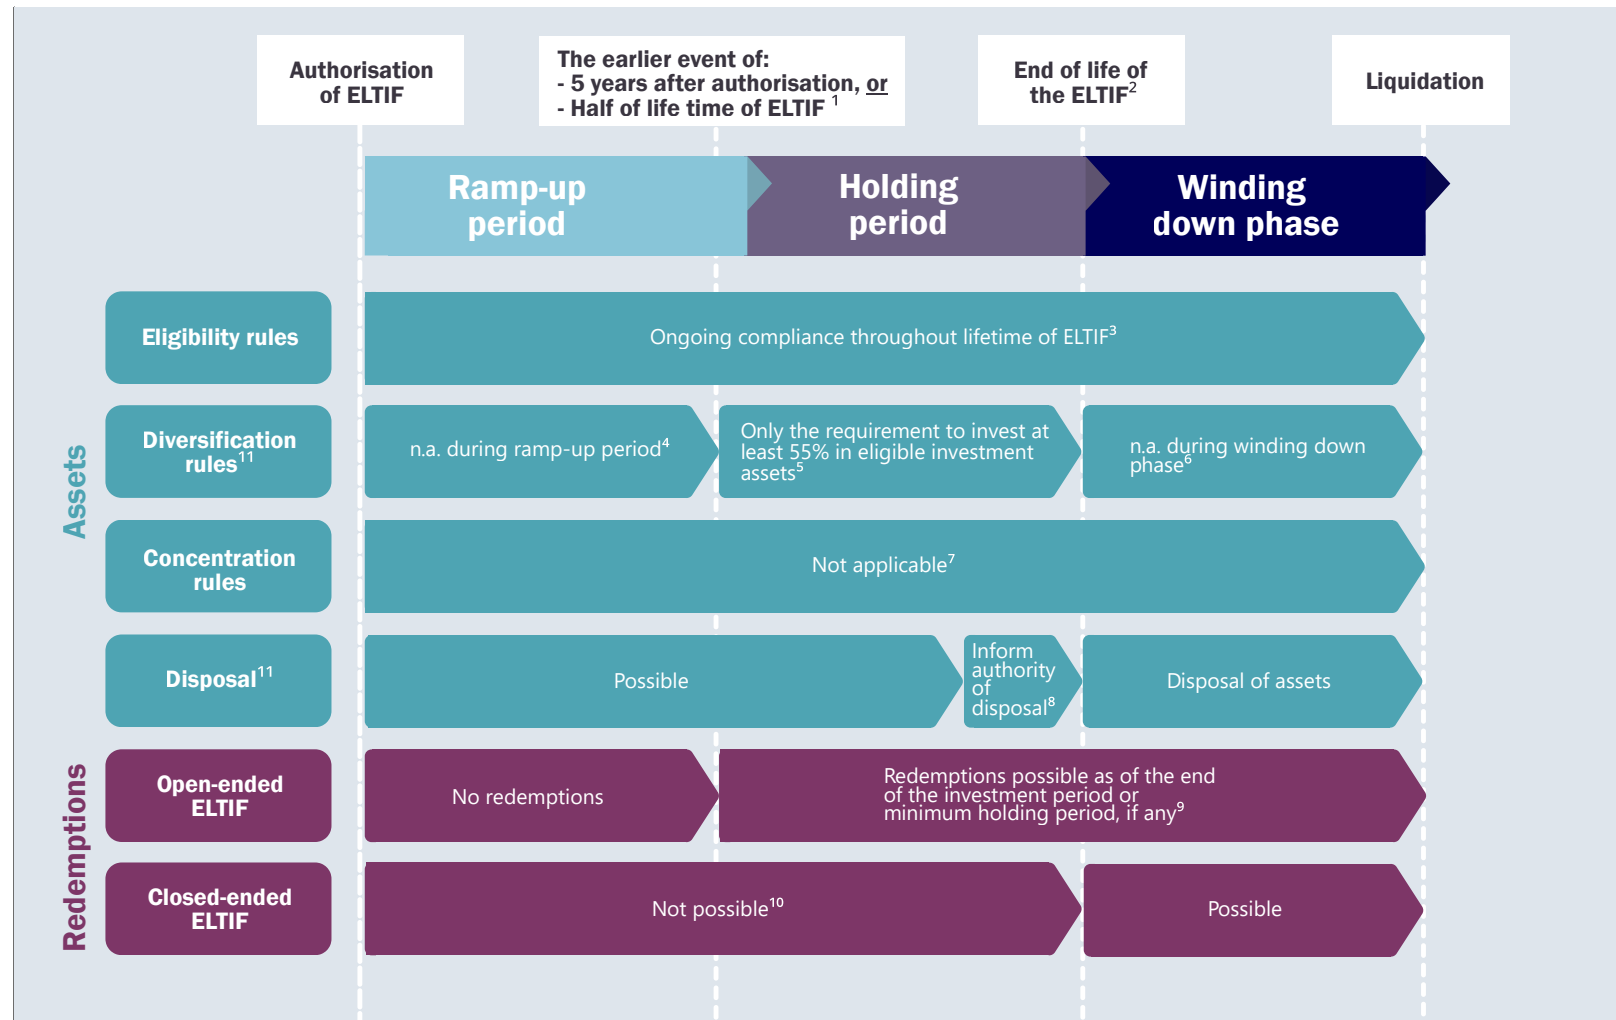 Authorisation
of ELTIF
The earlier event of:
- 5 years after authorisation, or
- Half of life time of ELTIF 1
End of life of
the ELTIF2
Liquidation
Ramp-up
period
Holding
period
Winding
down phase
Assets
Eligibility rules
Ongoing compliance throughout lifetime of ELTIF3
Diversification
rules11
n.a. during ramp-up period4
Only the requirement to invest at
least 55% in eligible investment
assets5
n.a. during winding down
phase6
Concentration
rules
Not applicable7
Disposal11
Possible
Inform
authority
of
disposal8
Disposal of assets
Redemptions
Open-ended
ELTIF
No redemptions
Redemptions possible as of the end
of the investment period or
minimum holding period, if any9
Closed-ended
ELTIF
Not possible10
Possible